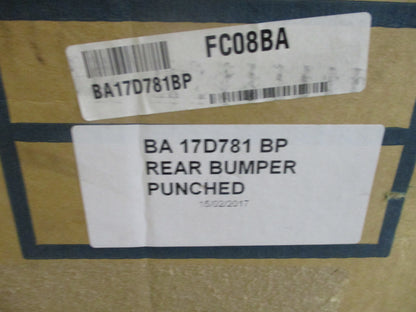 FC08BA
BA17D781BP
BA 17D781 BP
REAR BUMPER
PUNCHED
15/02/2017